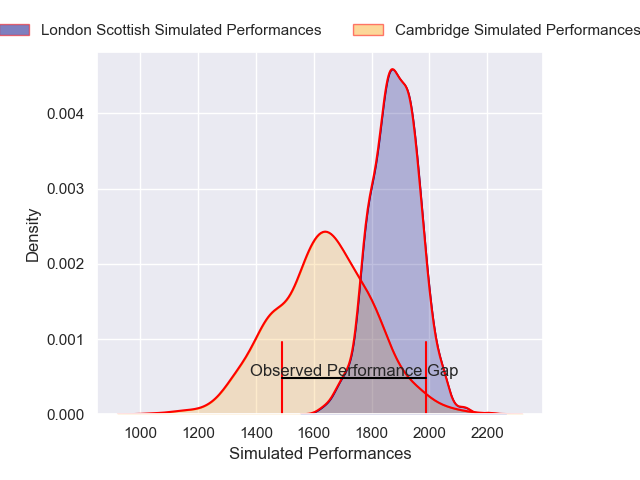 London Scottish Simulated Performances
Cambridge Simulated Performances
0.004
0.003
0.002
0.001
0.000
Density
Observed Performance Gap
1000 1200 1400 1600 1800 2000 2200
Simulated Performances